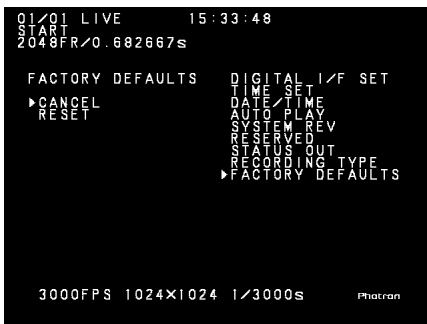 01/01 LIVE 15:33:48
START
2048FR/0.682667s
FACTORY DEFAULTS
▶CANCEL
RESET
DIGITAL I/F SET
TIME SET
DATE/TIME
AUTO PLAY
SYSTEM REV
RESERVED
STATUS OUT
RECORDING TYPE
▶FACTORY DEFAULTS
3000FPS 1024×1024 1/3000s Photron